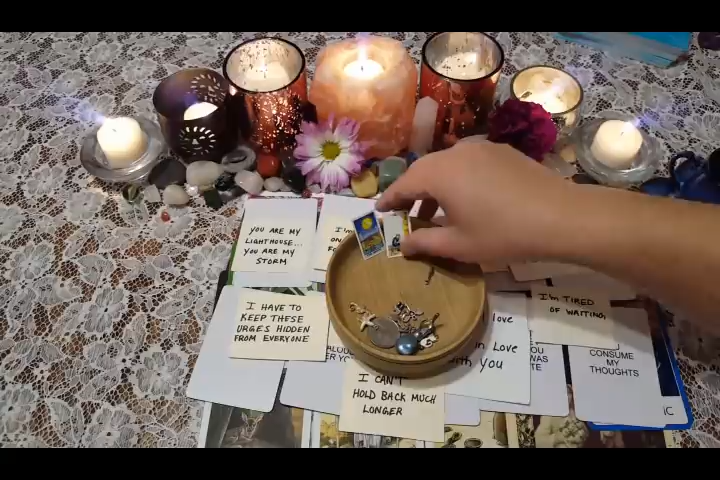 YOU ARE MY
LIGHTHOUSE...
YOU ARE MY
STORM
I HAVE TO
KEEP THESE
URGES HIDDEN
FROM EVERYONE
I CAN'T
HOLD BACK MUCH
LONGER
love
in Love
with you
I'm TIRED
OF WAITING
CONSUME
MY THOUGHTS